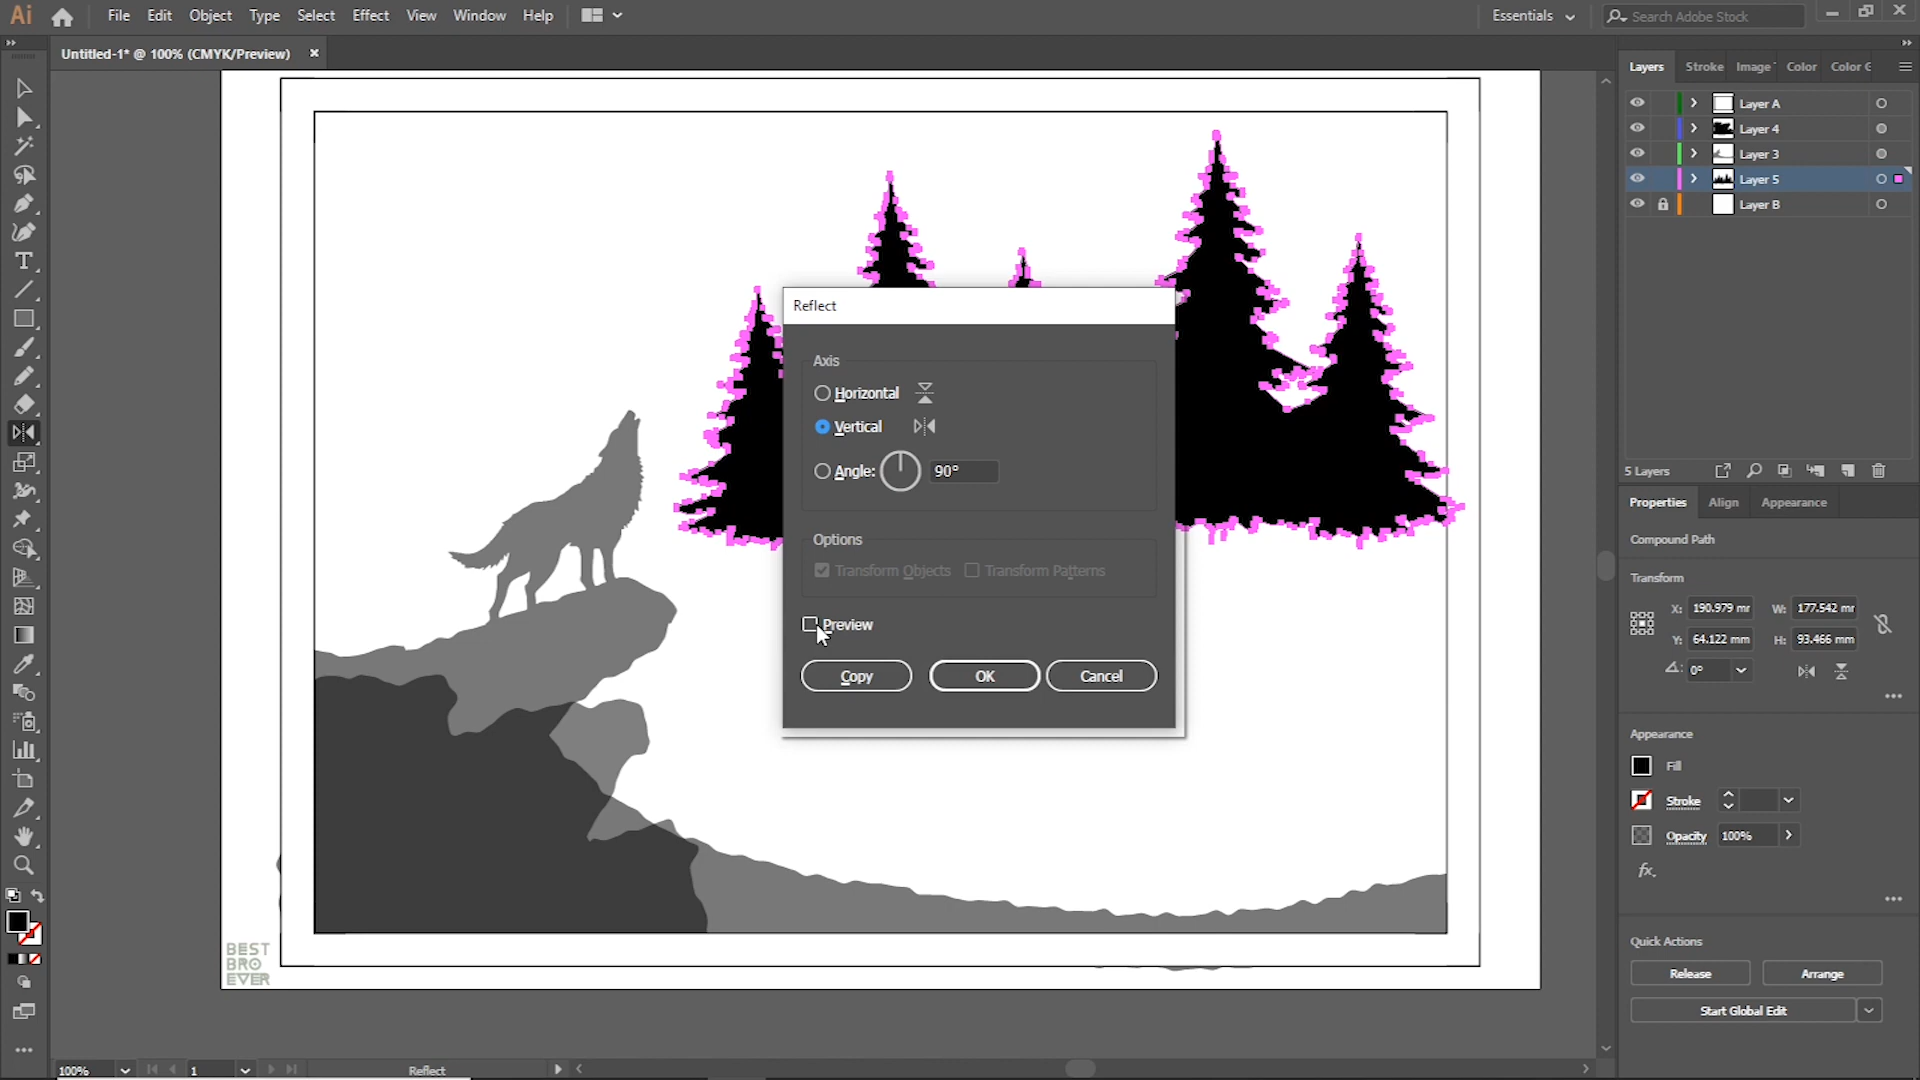 Ai File Edit Object Type Select Effect View Window Help Essentials Search Adobe Stock
Untitled-1* @ 100% (CMYK/Preview)
Layers Stroke Image Color Color G
Layer A
Layer 4
Layer 3
Layer 5
Layer B
5 Layers
Reflect
Axis
Horizontal
Vertical
Angle: 90°
Options
Transform Objects Transform Patterns
Preview
Copy OK Cancel
Properties Align Appearance
Compound Path
Transform
X: 190.979 mr W: 177.542 mr
Y: 64.122 mm H: 93.466 mm
0°
Appearance
Fill
Stroke
Opacity 100%
fx.
Quick Actions
Release Arrange
Start Global Edit
BEST
BRO
EVER
100% 1 Reflect